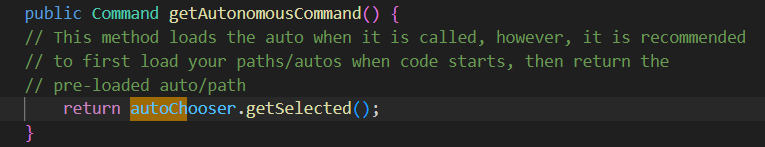 public Command getAutonomousCommand() {
// This method loads the auto when it is called, however, it is recommended
// to first load your paths/autos when code starts, then return the
// pre-loaded auto/path
return autoChooser.getSelected();
}